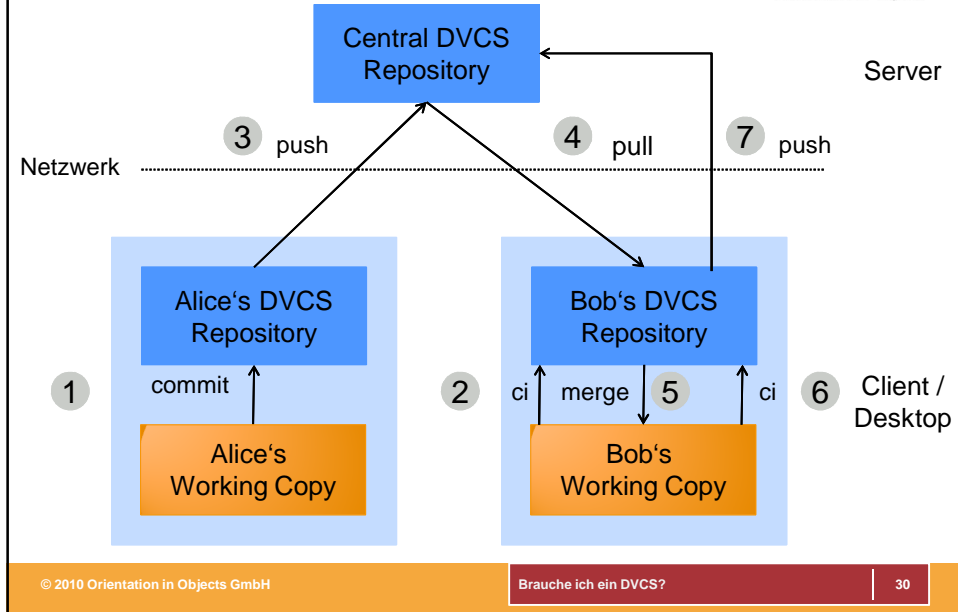 Central DVCS
Repository
Server
3 push
4 pull
7 push
Netzwerk
Alice‘s DVCS
Repository
Bob‘s DVCS
Repository
1
commit
2
ci
merge
5
ci
6
Client /
Desktop
Alice‘s
Working Copy
Bob‘s
Working Copy
© 2010 Orientation in Objects GmbH
Brauche ich ein DVCS?
30